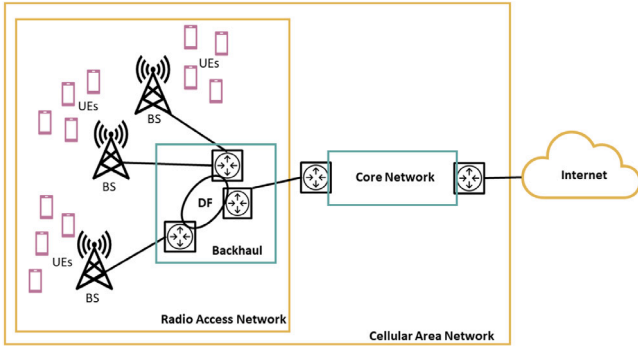 UEs
BS
UEs
BS
Core Network
Internet
DF
UEs
Backhaul
BS
Radio Access Network
Cellular Area Network